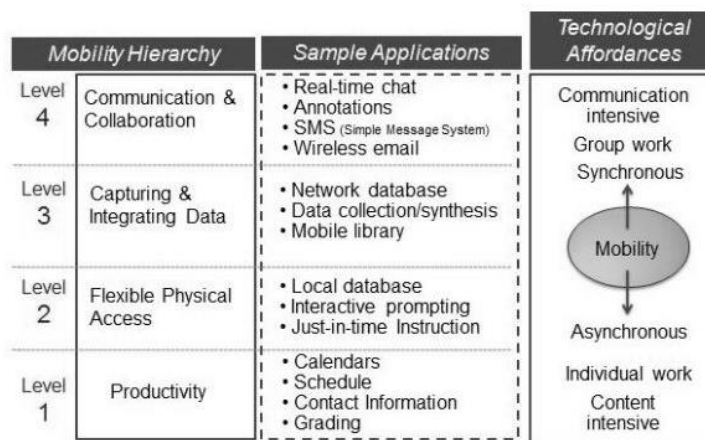 Mobility Hierarchy
Sample Applications
Technological
Affordances
Level
4
Communication &
Collaboration
• Real-time chat
• Annotations
• SMS (Simple Message System)
• Wireless email
Level
3
Capturing &
Integrating Data
• Network database
• Data collection/synthesis
• Mobile library
Level
2
Flexible Physical
Access
• Local database
• Interactive prompting
• Just-in-time Instruction
Level
1
Productivity
• Calendars
• Schedule
• Contact Information
• Grading
Communication
intensive
Group work
Synchronous
Mobility
Asynchronous
Individual work
Content
intensive